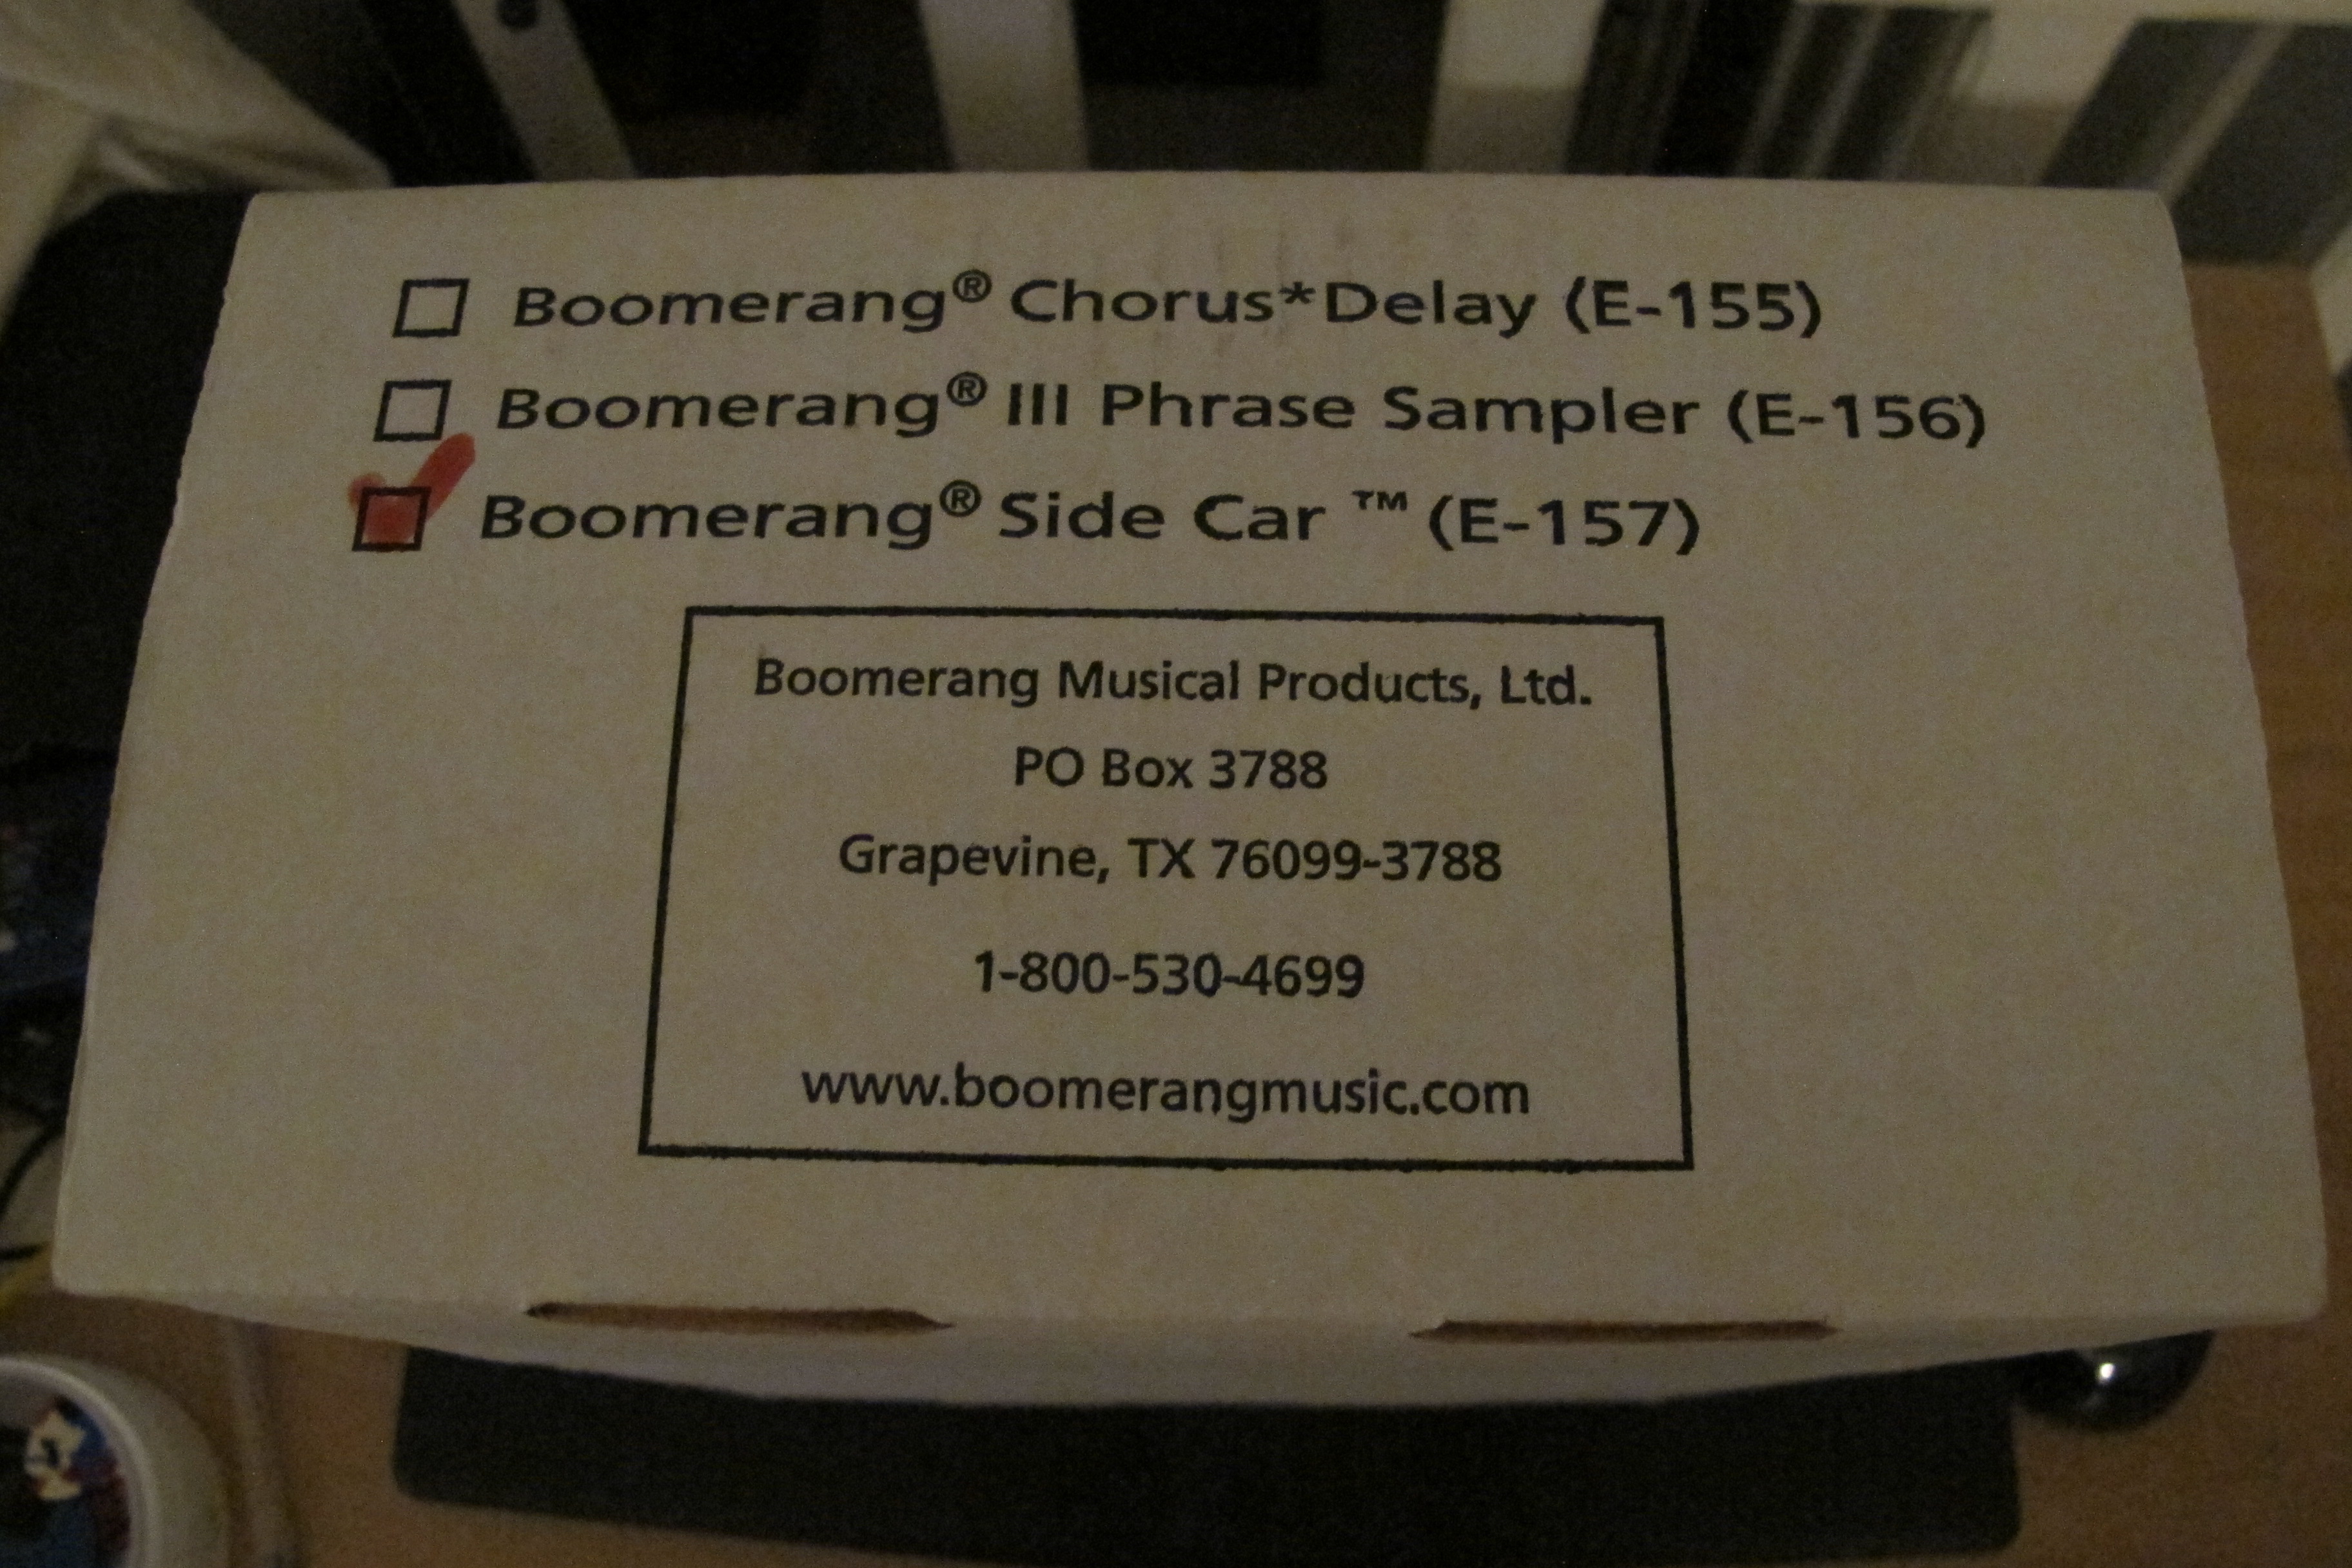 Boomerang® Chorus*Delay (E-155)
Boomerang® III Phrase Sampler (E-156)
Boomerang® Side Car ™ (E-157)
Boomerang Musical Products, Ltd.
PO Box 3788
Grapevine, TX 76099-3788
1-800-530-4699
www.boomerangmusic.com